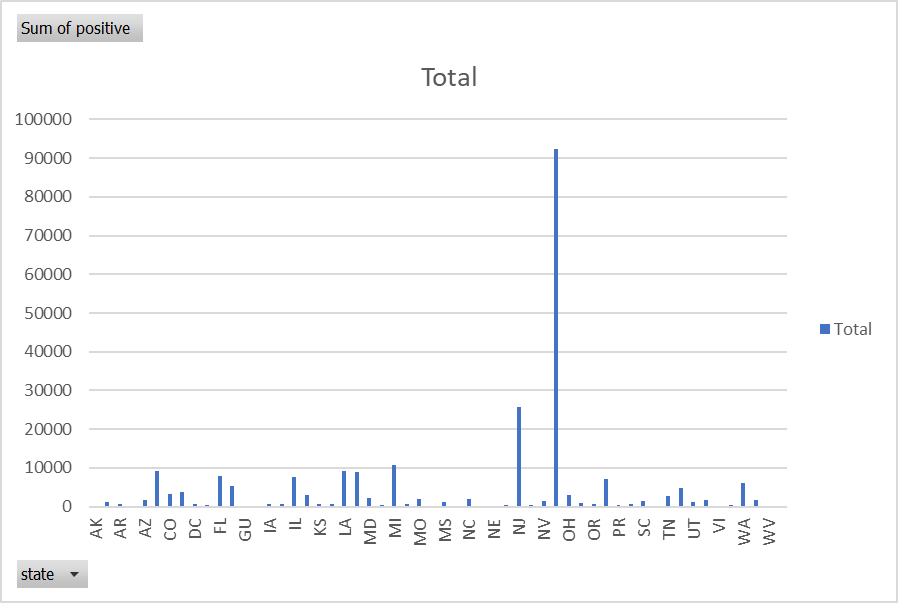 Sum of positive
Total
100000
90000
80000
70000
60000
50000
40000
30000
20000
10000
0
AK AR AZ CO DC FL GU IA IL KS LA MD MI MO MS NC NE NJ NV OH OR PR SC TN UT VI WA WV
Total
state